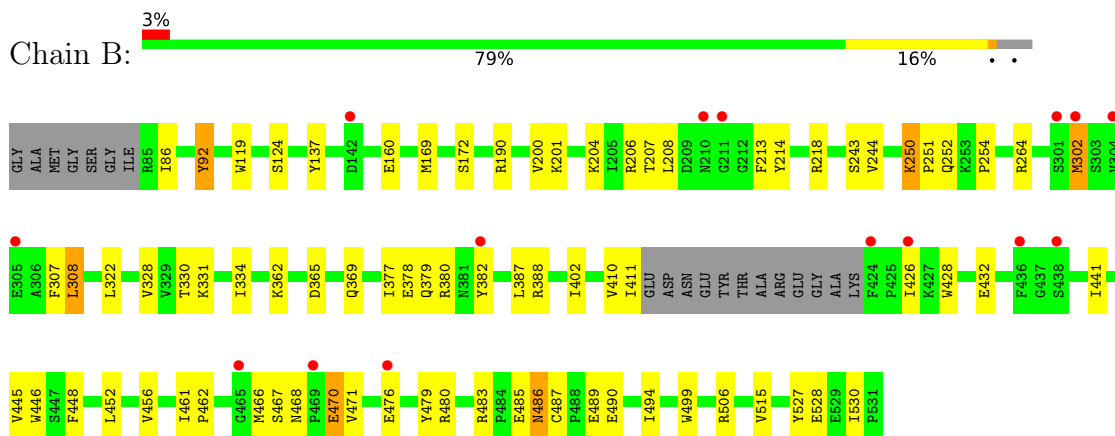 3%
Chain B:
79% 16% • •
GLY ALA MET GLY SER GLY ILE R85 I86 Y92 W119 S124 Y137 D142 E160 M169 S172 R190 V200 K201 K204 I205 R206 T207 L208 D209 N210 G211 G212 F213 Y214 R218 S243 V244 K250 P251 Q252 K253 P254 R264 S301 M302 S303 V304
E305 A306 F307 L308 L322 V328 V329 T330 K331 I334 K362 D365 Q369 I377 E378 Q379 R380 N381 Y382 L387 R388 I402 V410 I411 GLU ASP ASN GLU TYR THR ALA ARG GLU GLY ALA LYS F424 P425 I426 K427 W428 E432 F436 G437 S438 I441
V445 W446 S447 F448 L452 V456 I461 P462 G465 M466 S467 N468 P469 E470 V471 E476 Y479 R480 R483 P484 E485 N486 C487 P488 E489 E490 I494 W499 R506 V515 Y527 E528 E529 I530 P531